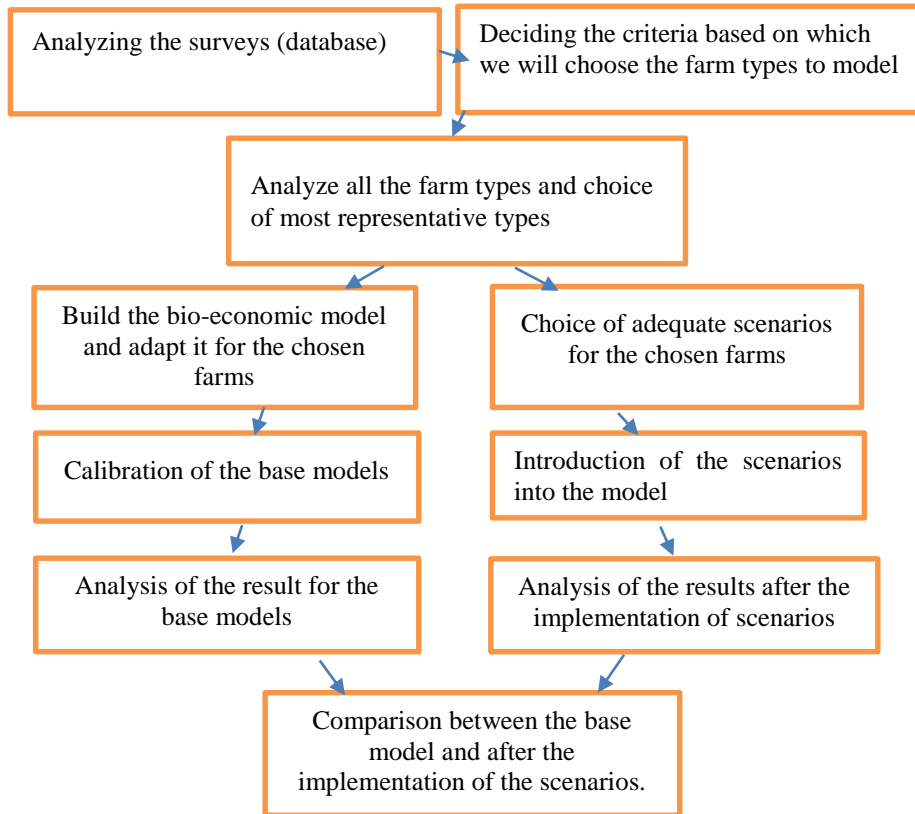 Analyzing the surveys (database)
Deciding the criteria based on which
we will choose the farm types to model
Analyze all the farm types and choice
of most representative types
Build the bio-economic model
and adapt it for the chosen
farms
Choice of adequate scenarios
for the chosen farms
Calibration of the base models
Introduction of the scenarios
into the model
Analysis of the result for the
base models
Analysis of the results after the
implementation of scenarios
Comparison between the base
model and after the
implementation of the scenarios.